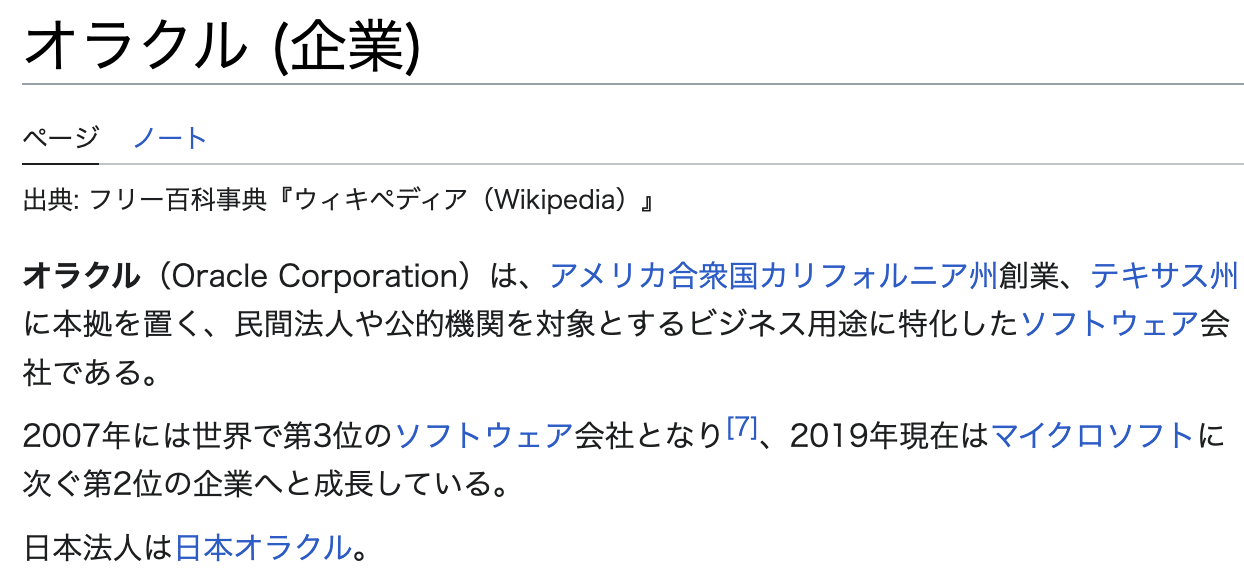 オラクル (企業)
ページ ノート
出典: フリー百科事典『ウィキペディア（Wikipedia）』
オラクル（Oracle Corporation）は、アメリカ合衆国カリフォルニア州創業、テキサス州
に本拠を置く、民間法人や公的機関を対象とするビジネス用途に特化したソフトウェア会
社である。
2007年には世界で第3位のソフトウェア会社となり[7]、2019年現在はマイクロソフトに
次ぐ第2位の企業へと成長している。
日本法人は日本オラクル。